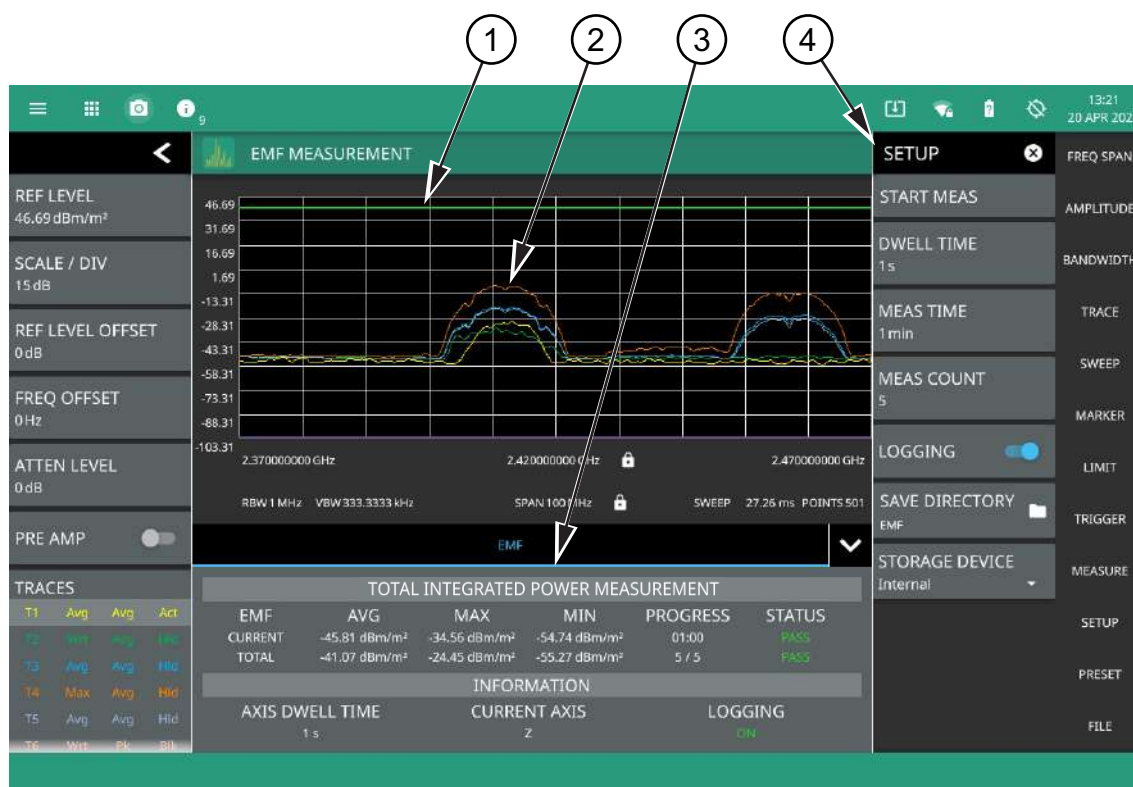 1 2 3 4
9
13:21
20 APR 202
EMF MEASUREMENT
REF LEVEL
46.69 dBm/m²
SCALE / DIV
15 dB
REF LEVEL OFFSET
0 dB
FREQ OFFSET
0 Hz
ATTEN LEVEL
0 dB
PRE AMP
TRACES
T1 Avg Avg Act
T2 Wrt Avg Hld
T3 Avg Avg Hld
T4 Max Avg Hld
T5 Avg Avg Hld
T6 Wrt Pk Blk
46.69
31.69
16.69
1.69
-13.31
-28.31
-43.31
-58.31
-73.31
-88.31
-103.31
2.370000000 GHz 2.420000000 GHz 2.470000000 GHz
RBW 1 MHz VBW 333.3333 kHz SPAN 100 MHz SWEEP 27.26 ms POINTS 501
EMF
TOTAL INTEGRATED POWER MEASUREMENT
EMF AVG MAX MIN PROGRESS STATUS
CURRENT -45.81 dBm/m² -34.56 dBm/m² -54.74 dBm/m² 01:00 PASS
TOTAL -41.07 dBm/m² -24.45 dBm/m² -55.27 dBm/m² 5 / 5 PASS
INFORMATION
AXIS DWELL TIME CURRENT AXIS LOGGING
1 s Z ON
SETUP
START MEAS
DWELL TIME
1 s
MEAS TIME
1 min
MEAS COUNT
5
LOGGING
SAVE DIRECTORY
EMF
STORAGE DEVICE
Internal
FREQ SPAN
AMPLITUDE
BANDWIDTH
TRACE
SWEEP
MARKER
LIMIT
TRIGGER
MEASURE
SETUP
PRESET
FILE